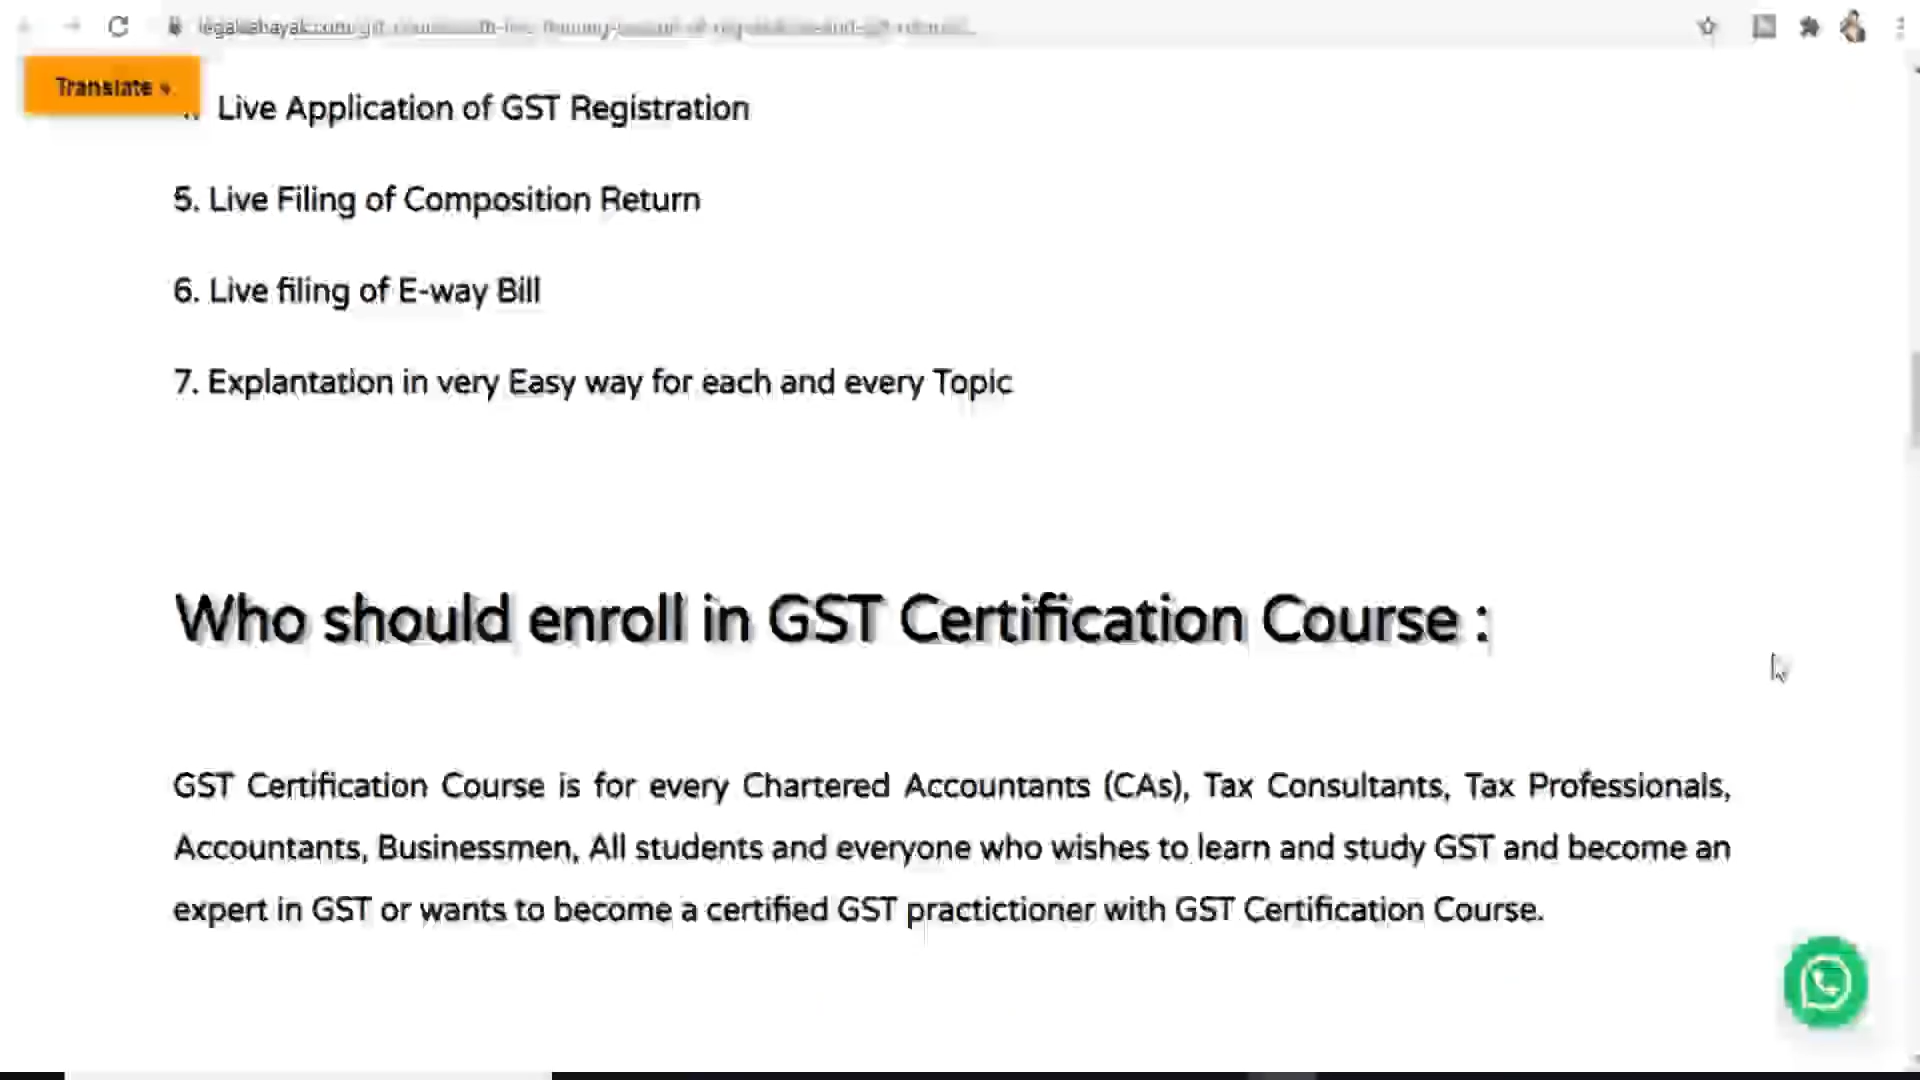 Translate »
Live Application of GST Registration
5. Live Filing of Composition Return
6. Live filing of E-way Bill
7. Explantation in very Easy way for each and every Topic
Who should enroll in GST Certification Course :
GST Certification Course is for every Chartered Accountants (CAs), Tax Consultants, Tax Professionals,
Accountants, Businessmen, All students and everyone who wishes to learn and study GST and become an
expert in GST or wants to become a certified GST practictioner with GST Certification Course.